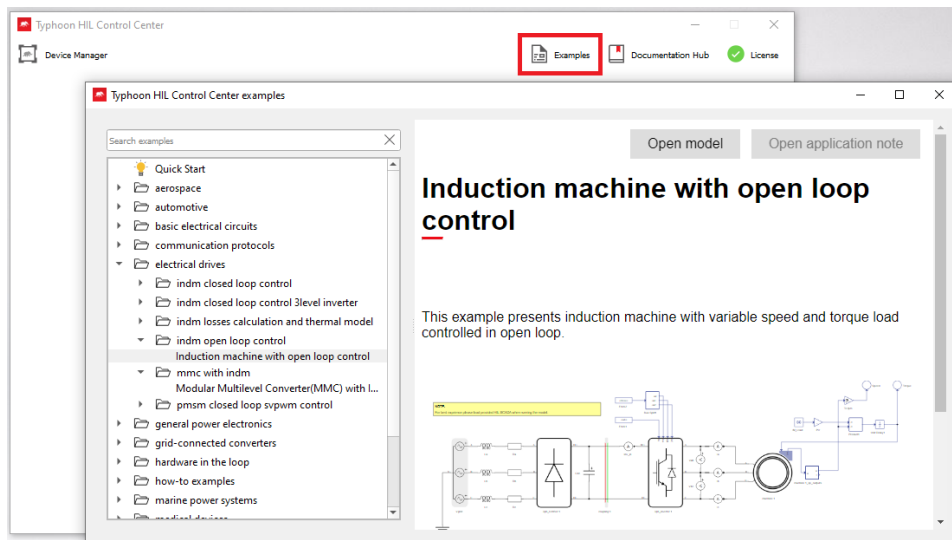 Typhoon HIL Control Center
Device Manager
Examples
Documentation Hub
License
Typhoon HIL Control Center examples
Search examples
Quick Start
aerospace
automotive
basic electrical circuits
communication protocols
electrical drives
indm closed loop control
indm closed loop control 3level inverter
indm losses calculation and thermal model
indm open loop control
Induction machine with open loop control
mmc with indm
Modular Multilevel Converter(MMC) with I...
pmsm closed loop svpwm control
general power electronics
grid-connected converters
hardware in the loop
how-to examples
marine power systems
medical devices
Open model
Open application note
Induction machine with open loop
control
This example presents induction machine with variable speed and torque load
controlled in open loop.